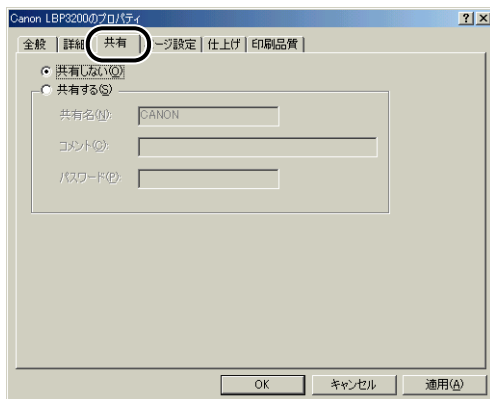 Canon LBP3200のプロパティ
全般 詳細 共有 ージ設定 仕上げ 印刷品質
共有しない(O)
共有する(S)
共有名(N): CANON
コメント(C):
パスワード(P):
OK キャンセル 適用(A)